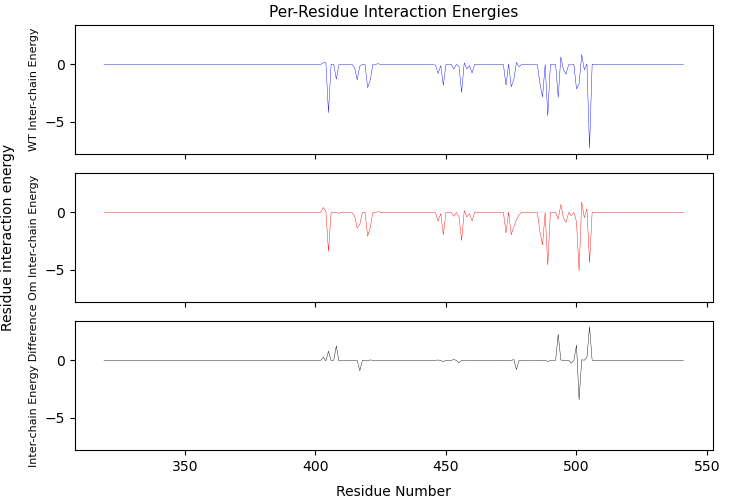 Per-Residue Interaction Energies
Residue interaction energy
WT Inter-chain Energy
0
−5
Om Inter-chain Energy
0
−5
Inter-chain Energy Difference
0
−5
350
400
450
500
550
Residue Number